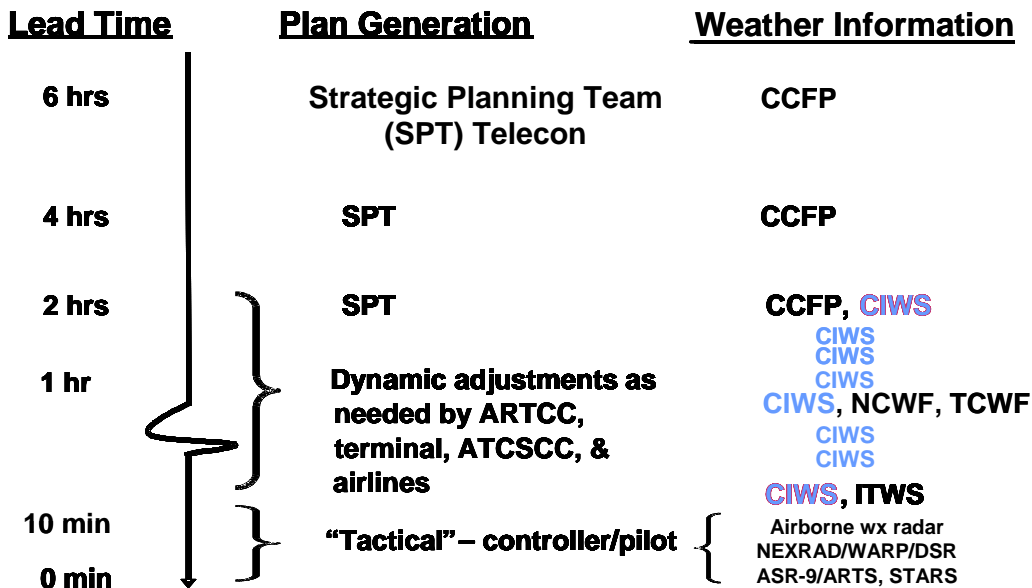 Lead Time Plan Generation Weather Information
6 hrs Strategic Planning Team CCFP
(SPT) Telecon
4 hrs SPT CCFP
2 hrs SPT CCFP, CIWS
CIWS
CIWS
1 hr Dynamic adjustments as CIWS
needed by ARTCC, CIWS, NCWF, TCWF
terminal, ATCSCC, & CIWS
CIWS
airlines CIWS, ITWS
10 min "Tactical" – controller/pilot Airborne wx radar
NEXRAD/WARP/DSR
0 min ASR-9/ARTS, STARS